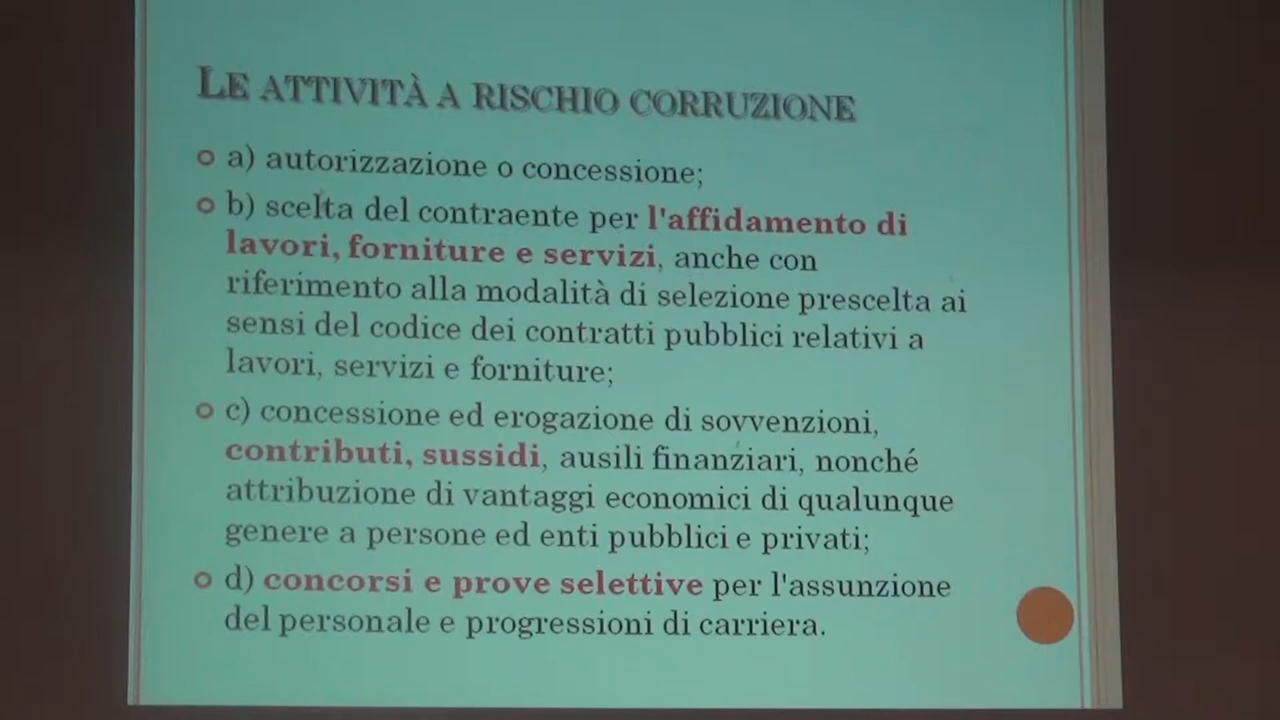 LE ATTIVITÀ A RISCHIO CORRUZIONE
a) autorizzazione o concessione;
b) scelta del contraente per l'affidamento di
lavori, forniture e servizi, anche con
riferimento alla modalità di selezione prescelta ai
sensi del codice dei contratti pubblici relativi a
lavori, servizi e forniture;
c) concessione ed erogazione di sovvenzioni,
contributi, sussidi, ausili finanziari, nonché
attribuzione di vantaggi economici di qualunque
genere a persone ed enti pubblici e privati;
d) concorsi e prove selettive per l'assunzione
del personale e progressioni di carriera.